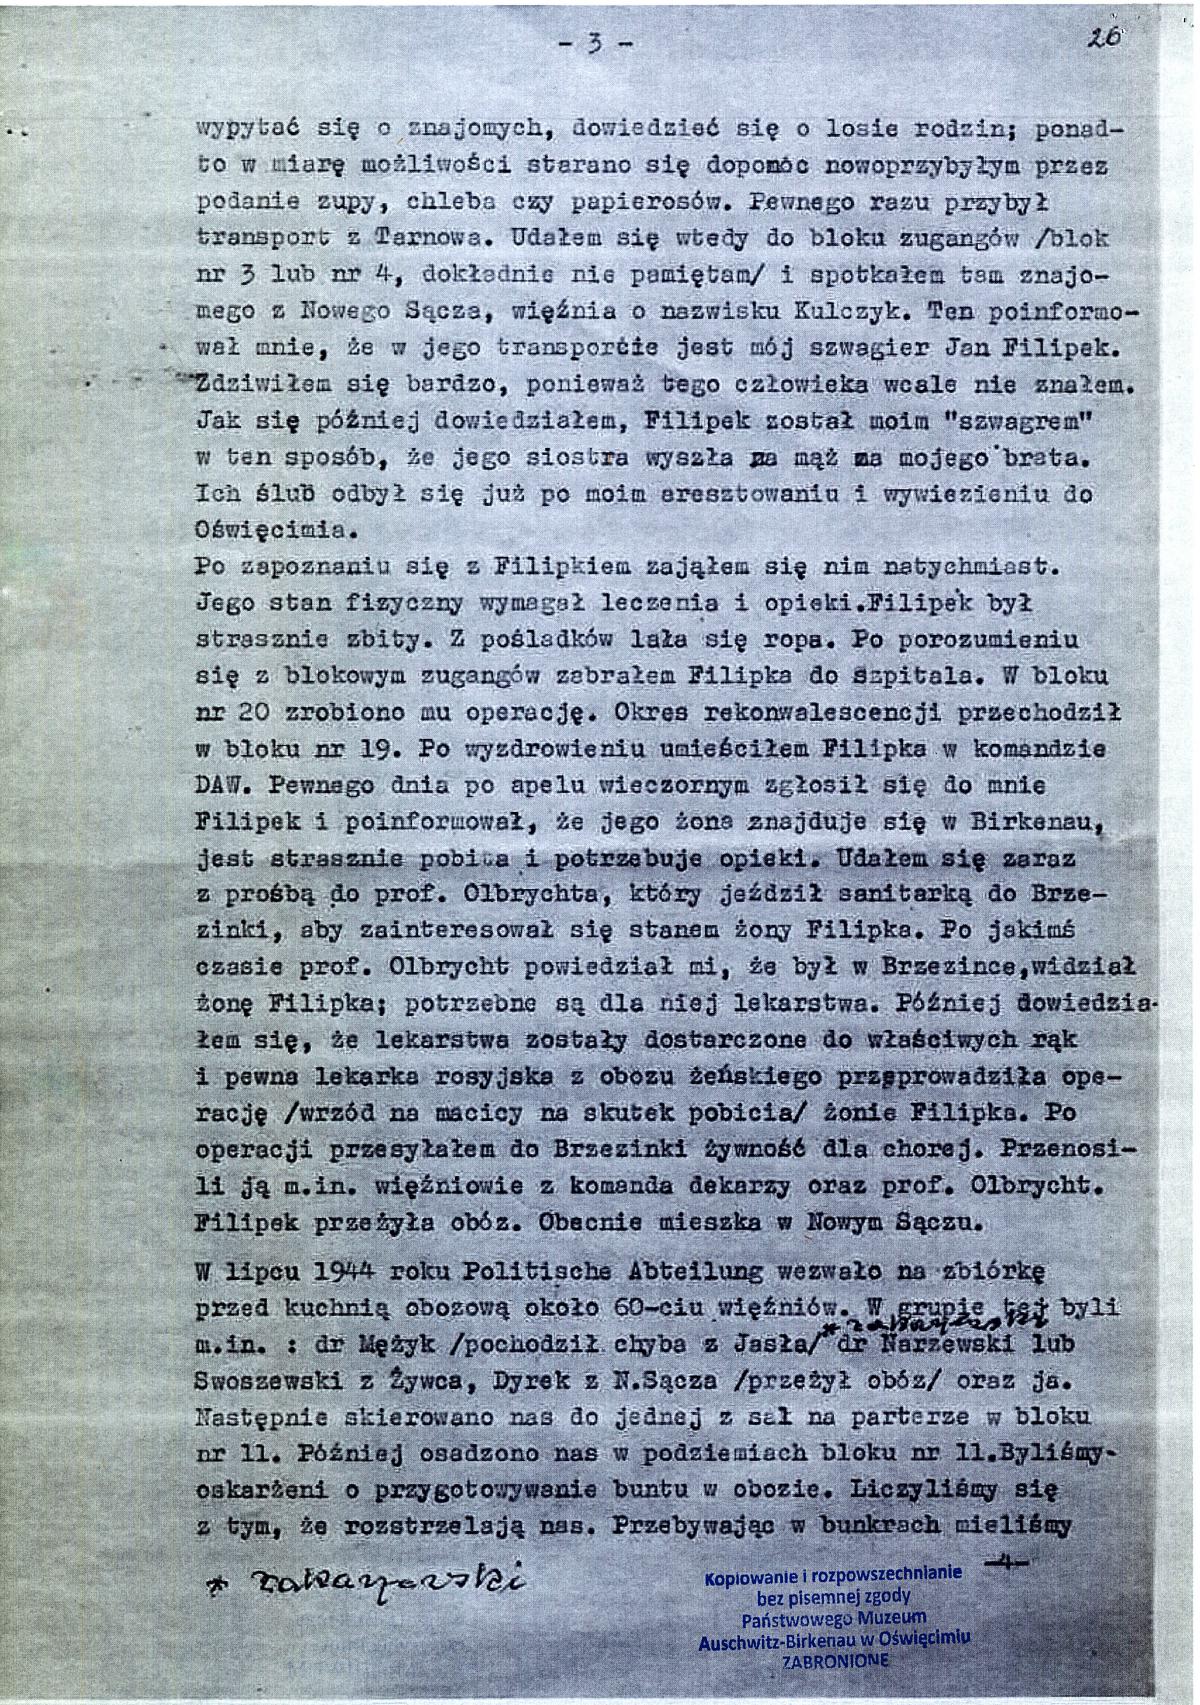 - 3 -
26
wypytać się o znajomych, dowiedzieć się o losie rodzin; ponad-
to w miarę możliwości starano się dopomóc nowoprzybyłym przez
podanie zupy, chleba czy papierosów. Pewnego razu przybył
transport z Tarnowa. Udałem się wtedy do bloku zugangów /blok
nr 3 lub nr 4, dokładnie nie pamiętam/ i spotkałem tam znajo-
mego z Nowego Sącza, więźnia o nazwisku Kulczyk. Ten poinformo-
wał mnie, że w jego transporcie jest mój szwagier Jan Filipek.
Zdziwiłem się bardzo, ponieważ tego człowieka wcale nie znałem.
Jak się później dowiedziałem, Filipek został moim "szwagrem"
w ten sposób, że jego siostra wyszła za mąż za mojego brata.
Ich ślub odbył się już po moim aresztowaniu i wywiezieniu do
Oświęcimia.
Po zapoznaniu się z Filipkiem zająłem się nim natychmiast.
Jego stan fizyczny wymagał leczenia i opieki.Filipek był
strasznie zbity. Z pośladków lała się ropa. Po porozumieniu
się z blokowym zugangów zabrałem Filipka do szpitala. W bloku
nr 20 zrobiono mu operację. Okres rekonwalescencji przechodził
w bloku nr 19. Po wyzdrowieniu umieściłem Filipka w komandzie
DAW. Pewnego dnia po apelu wieczornym zgłosił się do mnie
Filipek i poinformował, że jego żona znajduje się w Birkenau,
jest strasznie pobita i potrzebuje opieki. Udałem się zaraz
z prośbą do prof. Olbrychta, który jeździł sanitarką do Brze-
zinki, aby zainteresował się stanem żony Filipka. Po jakimś
czasie prof. Olbrycht powiedział mi, że był w Brzezince,widział
żonę Filipka; potrzebne są dla niej lekarstwa. Później dowiedzia-
łem się, że lekarstwa zostały dostarczone do właściwych rąk
i pewna lekarka rosyjska z obozu żeńskiego przeprowadziła ope-
rację /wrzód na macicy na skutek pobicia/ żonie Filipka. Po
operacji przesyłałem do Brzezinki żywność dla chorej. Przenosi-
li ją m.in. więźniowie z komanda dekarzy oraz prof. Olbrycht.
Filipek przeżyła obóz. Obecnie mieszka w Nowym Sączu.
W lipcu 1944 roku Politische Abteilung wezwało na zbiórkę
przed kuchnią obozową około 60-ciu więźniów. W grupie tej byli
m.in. : dr Mężyk /pochodził chyba z Jasła/* dr Narzewski lub
Swoszewski z Żywca, Dyrek z N.Sącza /przeżył obóz/ oraz ja.
Następnie skierowano nas do jednej z sal na parterze w bloku
nr 11. Później osadzono nas w podziemiach bloku nr 11.Byliśmy-
oskarżeni o przygotowywanie buntu w obozie. Liczyliśmy się
z tym, że rozstrzelają nas. Przebywając w bunkrach mieliśmy
-4-
*
Kopiowanie i rozpowszechnianie
bez pisemnej zgody
Państwowego Muzeum
Auschwitz-Birkenau w Oświęcimiu
ZABRONIONE